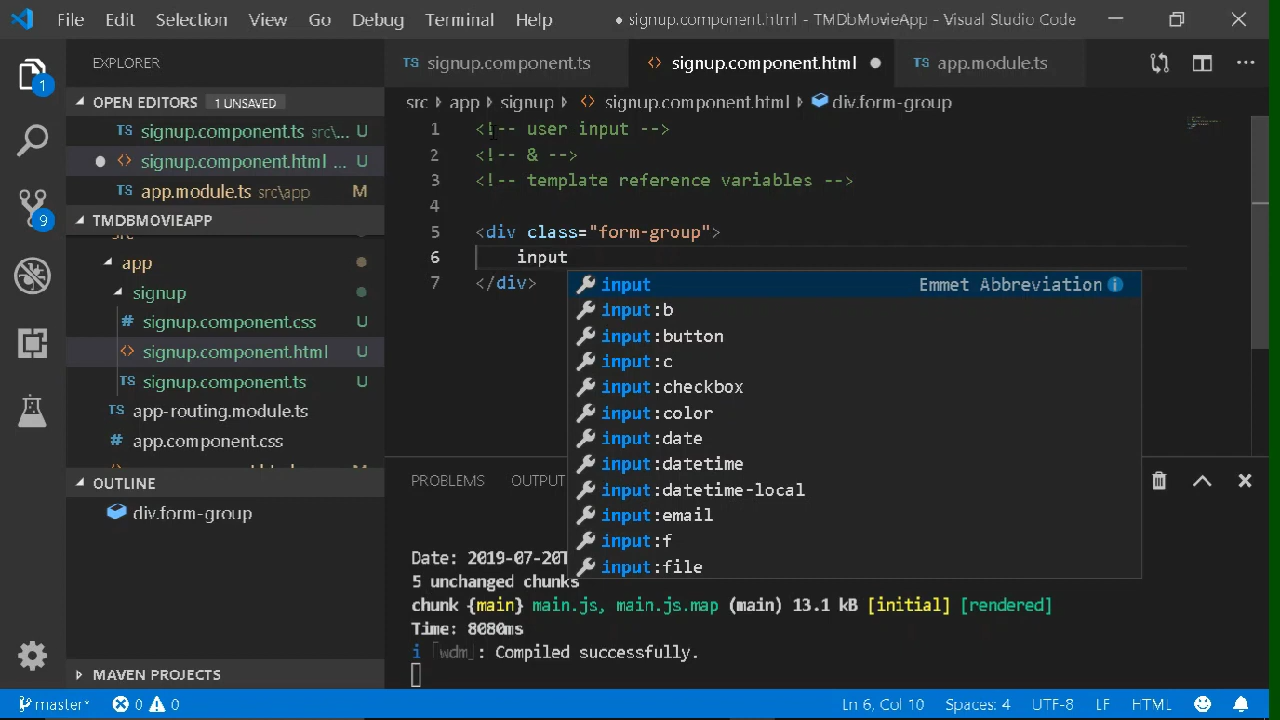 File Edit Selection View Go Debug Terminal Help ● signup.component.html - TMDbMovieApp - Visual Studio Code
EXPLORER
TS signup.component.ts <> signup.component.html ● TS app.module.ts ...
OPEN EDITORS 1 UNSAVED
src > app > signup > <> signup.component.html > div.form-group
TS signup.component.ts src\... U
● <> signup.component.html ... U
TS app.module.ts src\app M
TMDBMOVIEAPP
app
signup
# signup.component.css U
<> signup.component.html U
TS signup.component.ts U
TS app-routing.module.ts
# app.component.css
OUTLINE
div.form-group
MAVEN PROJECTS
1
9
1 <!-- user input -->
2 <!-- & -->
3 <!-- template reference variables -->
4
5 <div class="form-group">
6 input
7 </div>
input Emmet Abbreviation
input:b
input:button
input:c
input:checkbox
input:color
input:date
input:datetime
input:datetime-local
input:email
input:f
input:file
PROBLEMS OUTPUT
Date: 2019-07-20T
5 unchanged chunks
chunk {main} main.js, main.js.map (main) 13.1 kB [initial] [rendered]
Time: 8080ms
i ｢wdm｣: Compiled successfully.
master* 0 0 Ln 6, Col 10 Spaces: 4 UTF-8 LF HTML